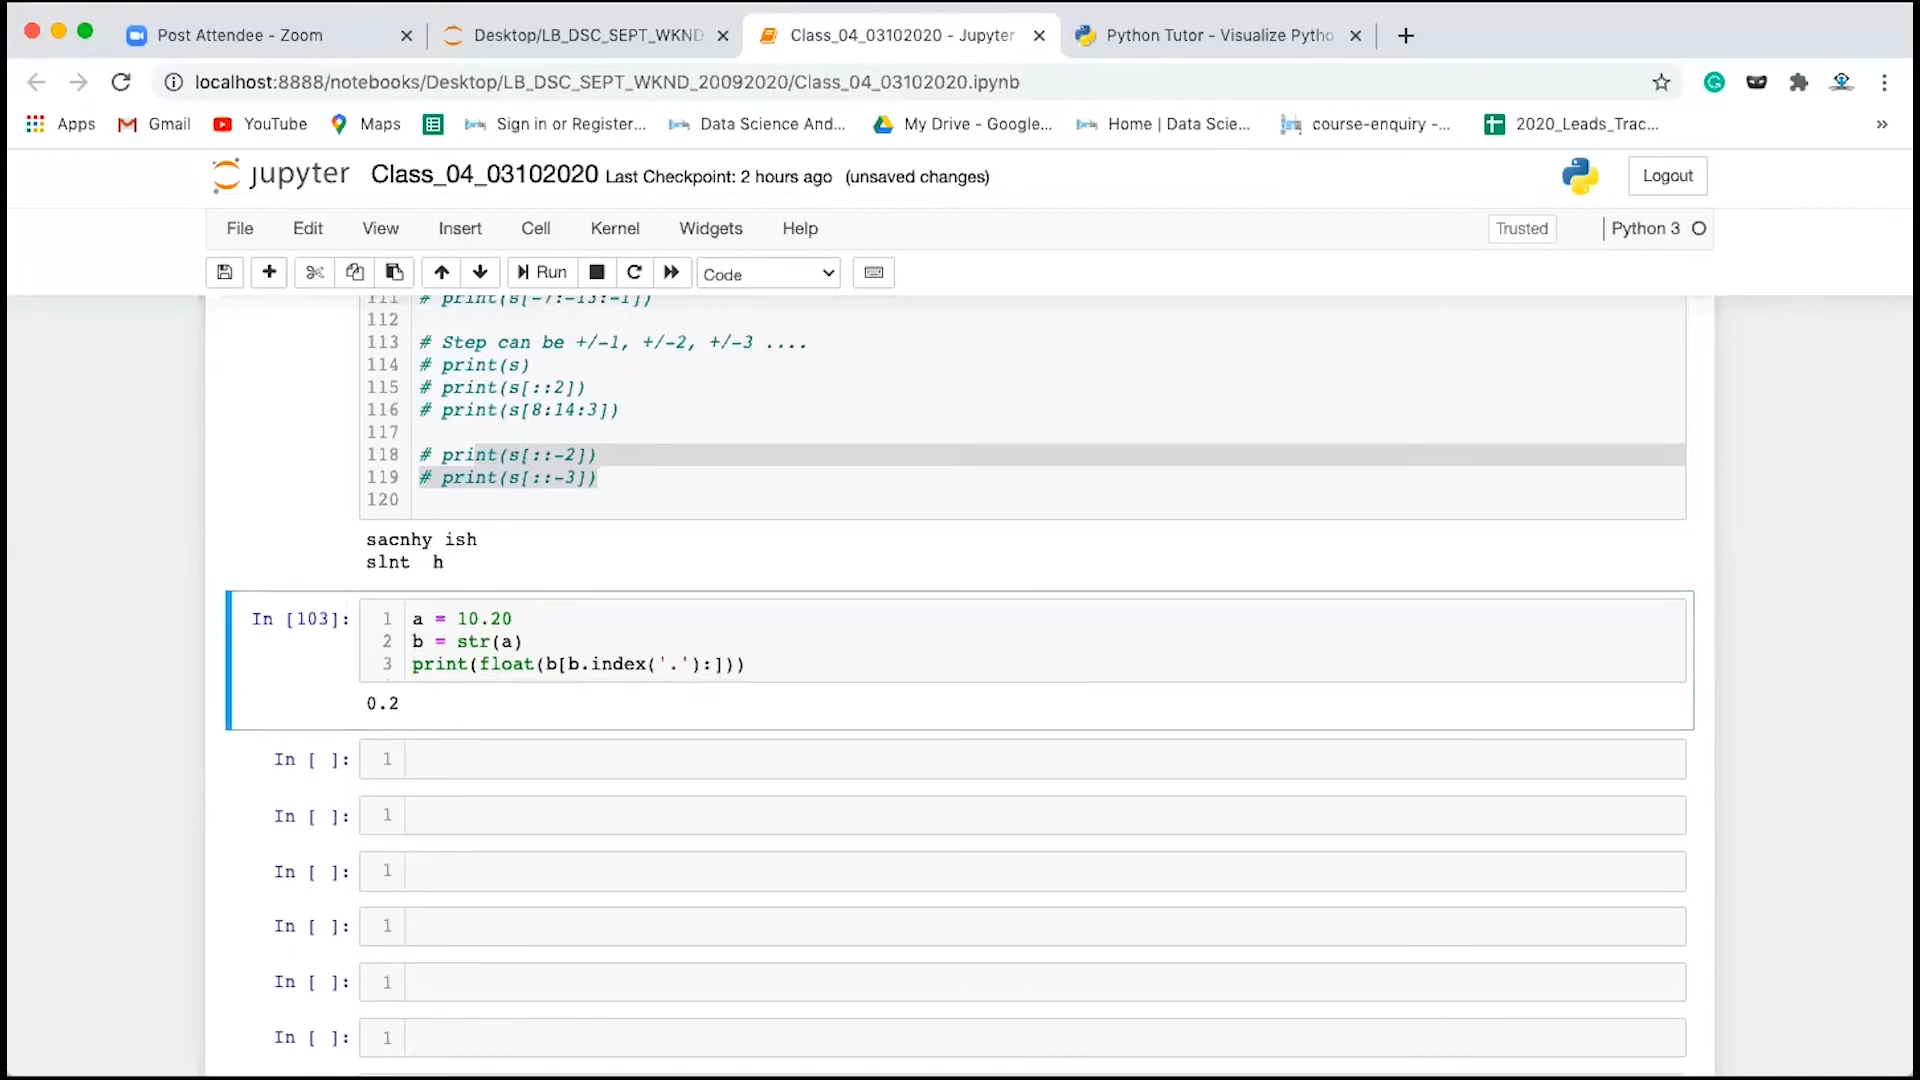 Post Attendee - Zoom
Desktop/LB_DSC_SEPT_WKND
Class_04_03102020 - Jupyter
Python Tutor - Visualize Pytho
localhost:8888/notebooks/Desktop/LB_DSC_SEPT_WKND_20092020/Class_04_03102020.ipynb
Apps
Gmail
YouTube
Maps
Sign in or Register...
Data Science And...
My Drive - Google...
Home | Data Scie...
course-enquiry -...
2020_Leads_Trac...
jupyter Class_04_03102020 Last Checkpoint: 2 hours ago (unsaved changes)
Logout
File Edit View Insert Cell Kernel Widgets Help
Trusted
Python 3
Run
Code
111 # print(s[-7:-15:-1])
112
113 # Step can be +/-1, +/-2, +/-3 ....
114 # print(s)
115 # print(s[::2])
116 # print(s[8:14:3])
117
118 # print(s[::-2])
119 # print(s[::-3])
120
sacnhy ish
slnt  h
In [103]:
1 a = 10.20
2 b = str(a)
3 print(float(b[b.index('.'):]))
0.2
In [ ]: 1
In [ ]: 1
In [ ]: 1
In [ ]: 1
In [ ]: 1
In [ ]: 1